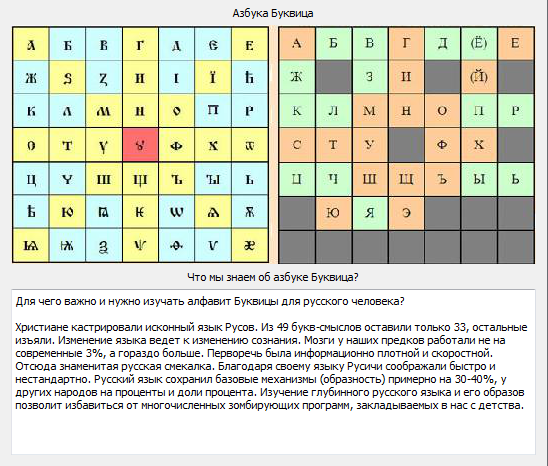 Азбука Буквица
А Б В Г Д Є Е
Ж Ѕ Z И І Ї Ћ
К Л М Н О П Р
С Т Ү Ꙋ Ф Х Ѿ
Ц Ч Ш Щ Ъ Ы Ь
Ѣ Ю Ꙗ Ѥ Ѡ Ѧ Ѫ
Ѩ Ѭ Ѯ Ѱ Ѳ Ѵ
А Б В Г Д (Ё) Е
Ж З И (Й)
К Л М Н О П Р
С Т У Ф Х
Ц Ч Ш Щ Ъ Ы Ь
Ю Я Э
Что мы знаем об азбуке Буквица?
Для чего важно и нужно изучать алфавит Буквицы для русского человека?
Христиане кастрировали исконный язык Русов. Из 49 букв-смыслов оставили только 33, остальные
изъяли. Изменение языка ведет к изменению сознания. Мозги у наших предков работали не на
современные 3%, а гораздо больше. Перворечь была информационно плотной и скоростной.
Отсюда знаменитая русская смекалка. Благодаря своему языку Русичи соображали быстро и
нестандартно. Русский язык сохранил базовые механизмы (образность) примерно на 30-40%, у
других народов на проценты и доли процента. Изучение глубинного русского языка и его образов
позволит избавиться от многочисленных зомбирующих программ, закладываемых в нас с детства.